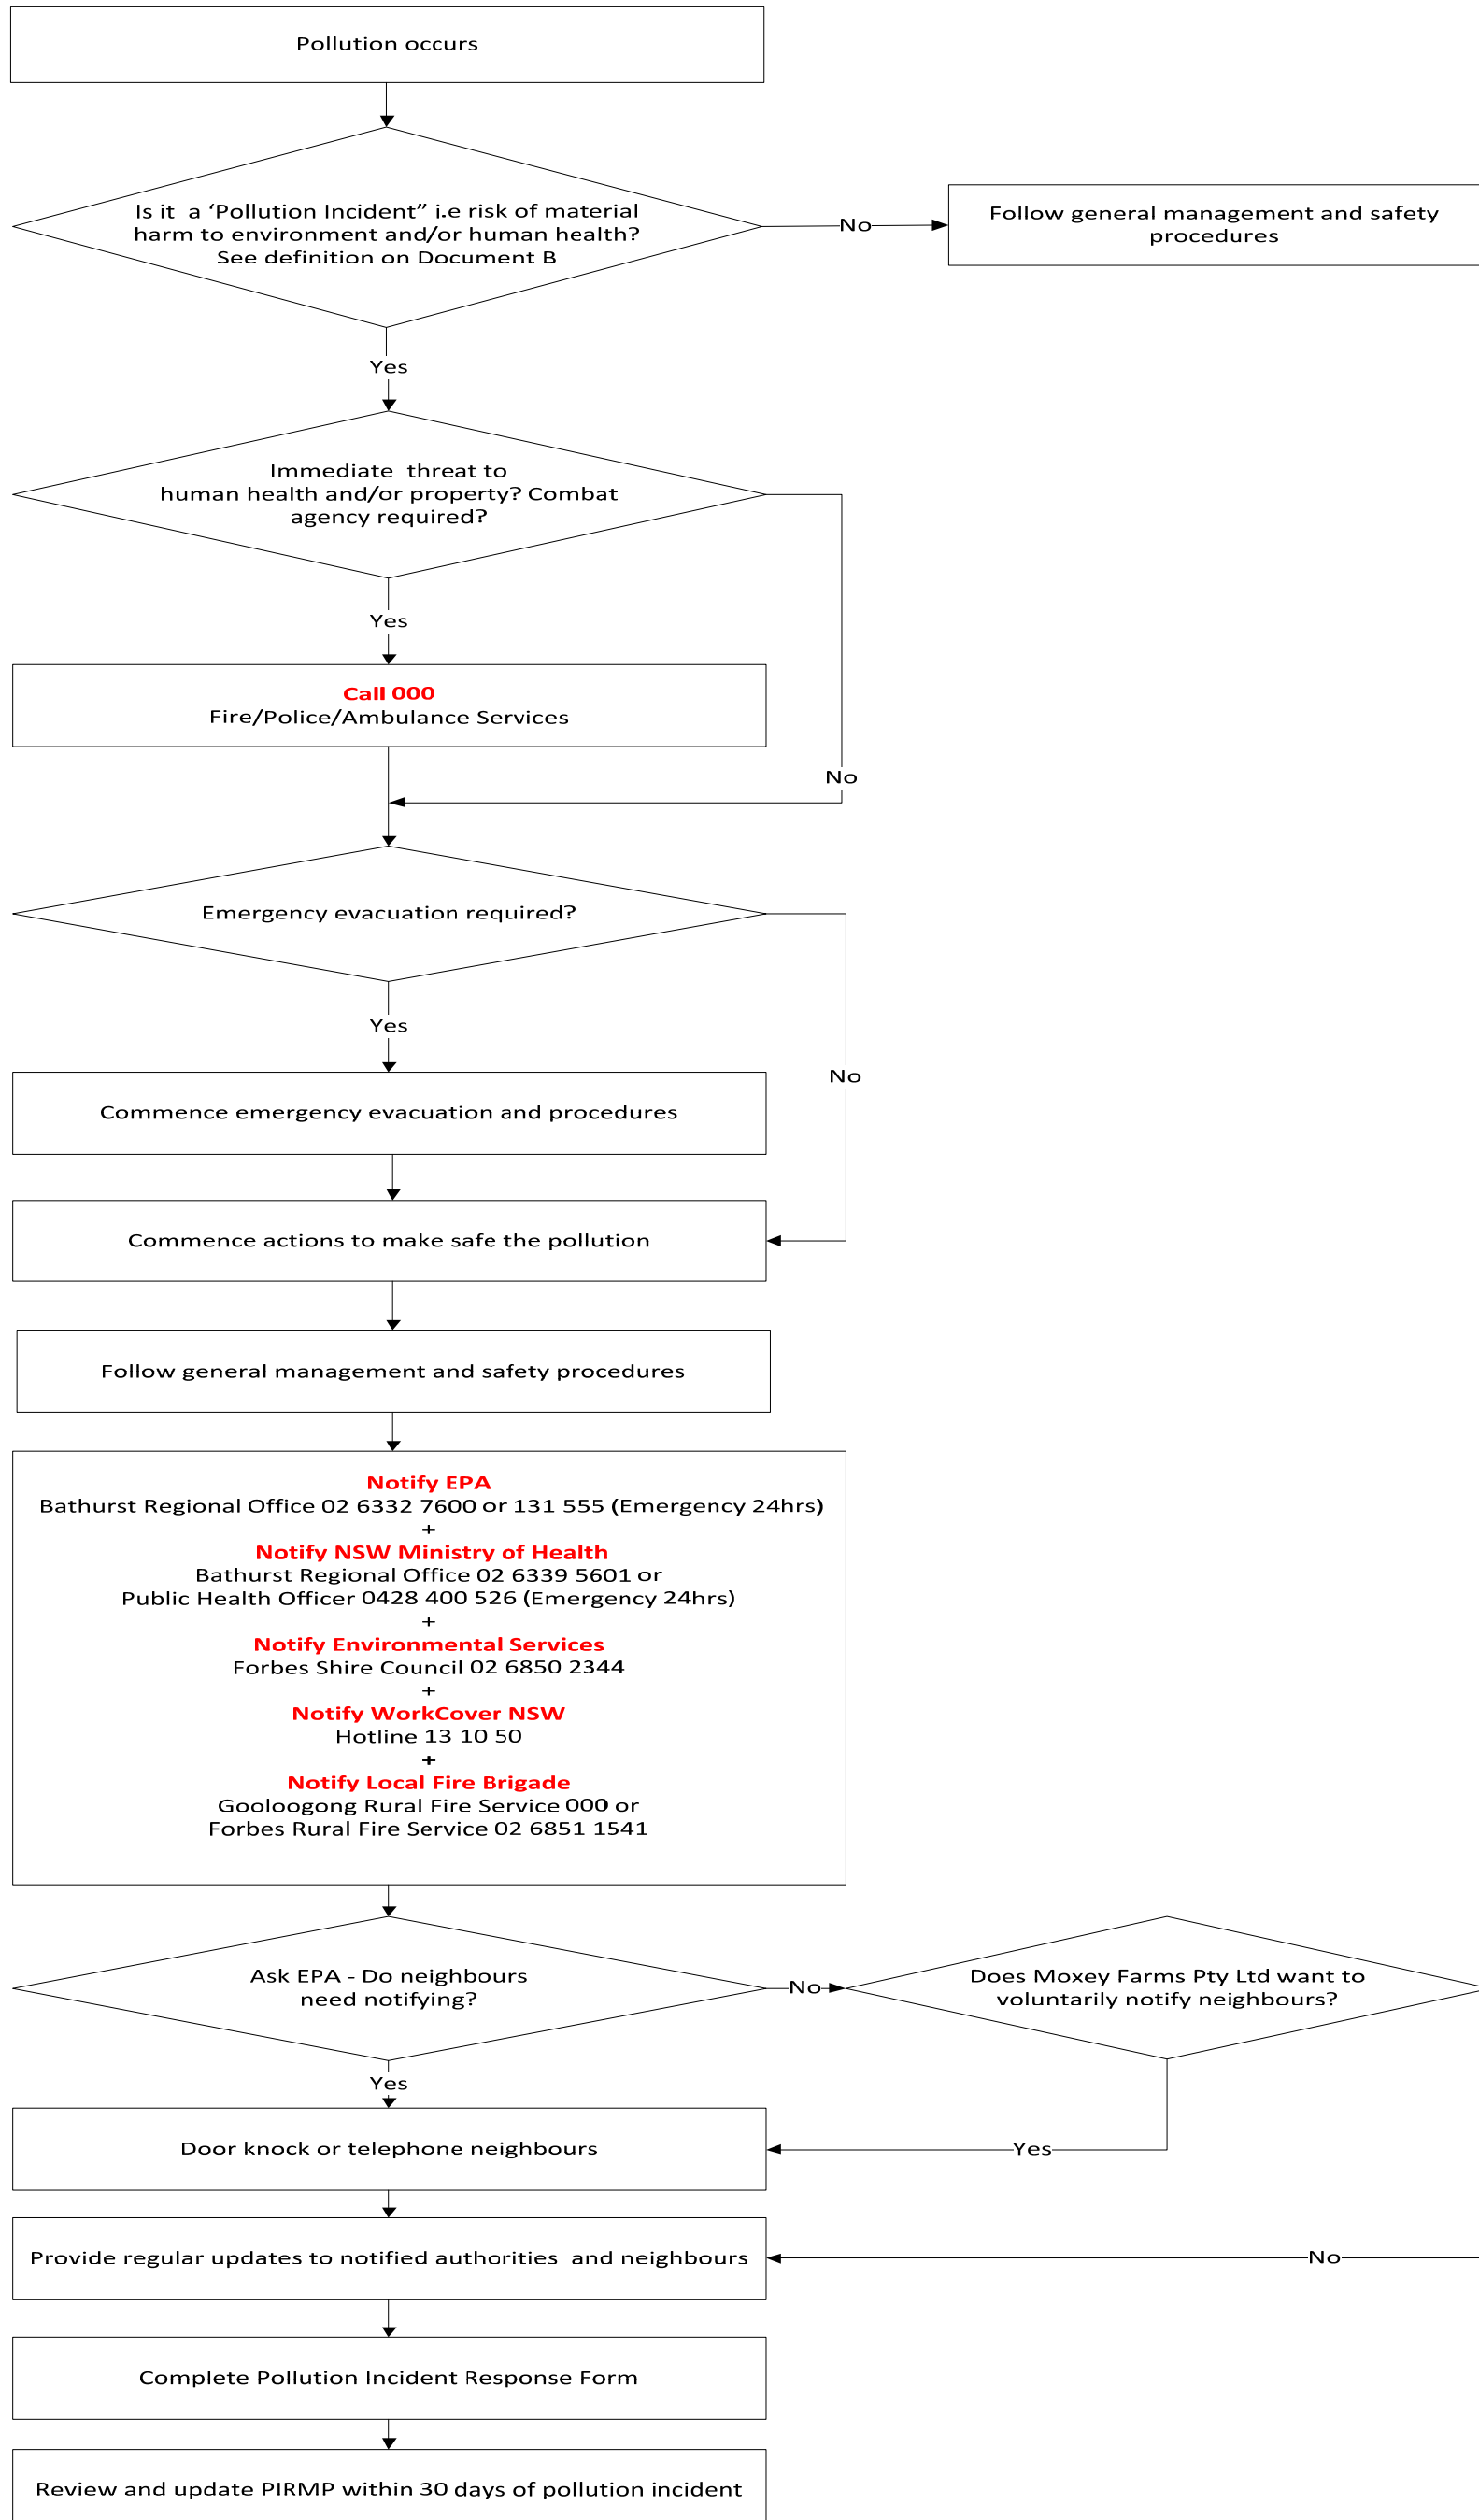 Pollution occurs
Is it a ‘Pollution Incident” i.e risk of material
harm to environment and/or human health?
See definition on Document B
No
Follow general management and safety
procedures
Yes
Immediate threat to
human health and/or property? Combat
agency required?
Yes
Call 000
Fire/Police/Ambulance Services
No
Emergency evacuation required?
Yes
No
Commence emergency evacuation and procedures
Commence actions to make safe the pollution
Follow general management and safety procedures
Notify EPA
Bathurst Regional Office 02 6332 7600 or 131 555 (Emergency 24hrs)
+
Notify NSW Ministry of Health
Bathurst Regional Office 02 6339 5601 or
Public Health Officer 0428 400 526 (Emergency 24hrs)
+
Notify Environmental Services
Forbes Shire Council 02 6850 2344
+
Notify WorkCover NSW
Hotline 13 10 50
+
Notify Local Fire Brigade
Gooloogong Rural Fire Service 000 or
Forbes Rural Fire Service 02 6851 1541
Ask EPA - Do neighbours
need notifying?
No
Does Moxey Farms Pty Ltd want to
voluntarily notify neighbours?
Yes
Door knock or telephone neighbours
Yes
Provide regular updates to notified authorities and neighbours
No
Complete Pollution Incident Response Form
Review and update PIRMP within 30 days of pollution incident